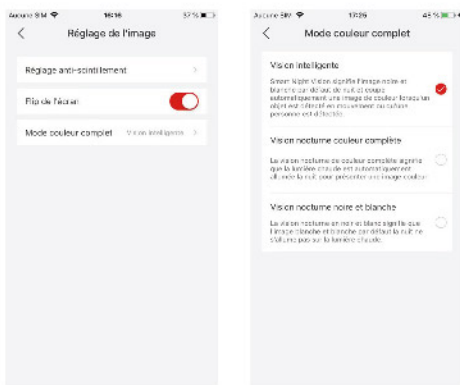 Aucune SIM 16:16 37 %
Réglage de l'image
Réglage anti-scintillement
Flip de l'écran
Mode couleur complet Vision intelligente
Aucune SIM 17:26 45 %
Mode couleur complet
Vision intelligente
Smart Night Vision signifie l'image noire et
blanche par défaut de nuit et coupe
automatiquement une image de couleur lorsqu'un
objet est détecté en mouvement ou qu'une
personne est détectée.
Vision nocturne couleur complète
La vision nocturne de couleur complète signifie
que la lumière chaude est automatiquement
allumée la nuit pour présenter une image couleur
Vision nocturne noire et blanche
La vision nocturne en noir et blanc signifie que
l'image blanche et blanche par défaut la nuit ne
s'allume pas sur la lumière chaude.